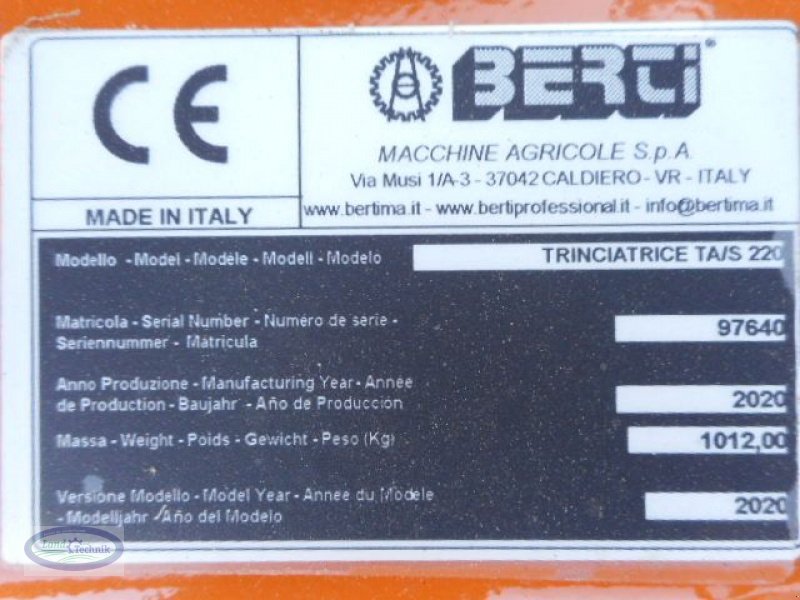 CE
MADE IN ITALY
BERTI®
MACCHINE AGRICOLE S.p.A.
Via Musi 1/A-3 - 37042 CALDIERO - VR - ITALY
www.bertima.it - www.bertiprofessional.it - info@bertima.it
Modello - Model - Modèle - Modell - Modelo
TRINCIATRICE TA/S 220
Matricola - Serial Number - Numéro de série -
Seriennummer - Matrícula
97640
Anno Produzione - Manufacturing Year - Année
de Production - Baujahr - Año de Producción
2020
Massa - Weight - Poids - Gewicht - Peso (Kg)
1012,00
Versione Modello - Model Year - Année du Modèle
- Modelljahr - Año del Modelo
2020
Land
Technik